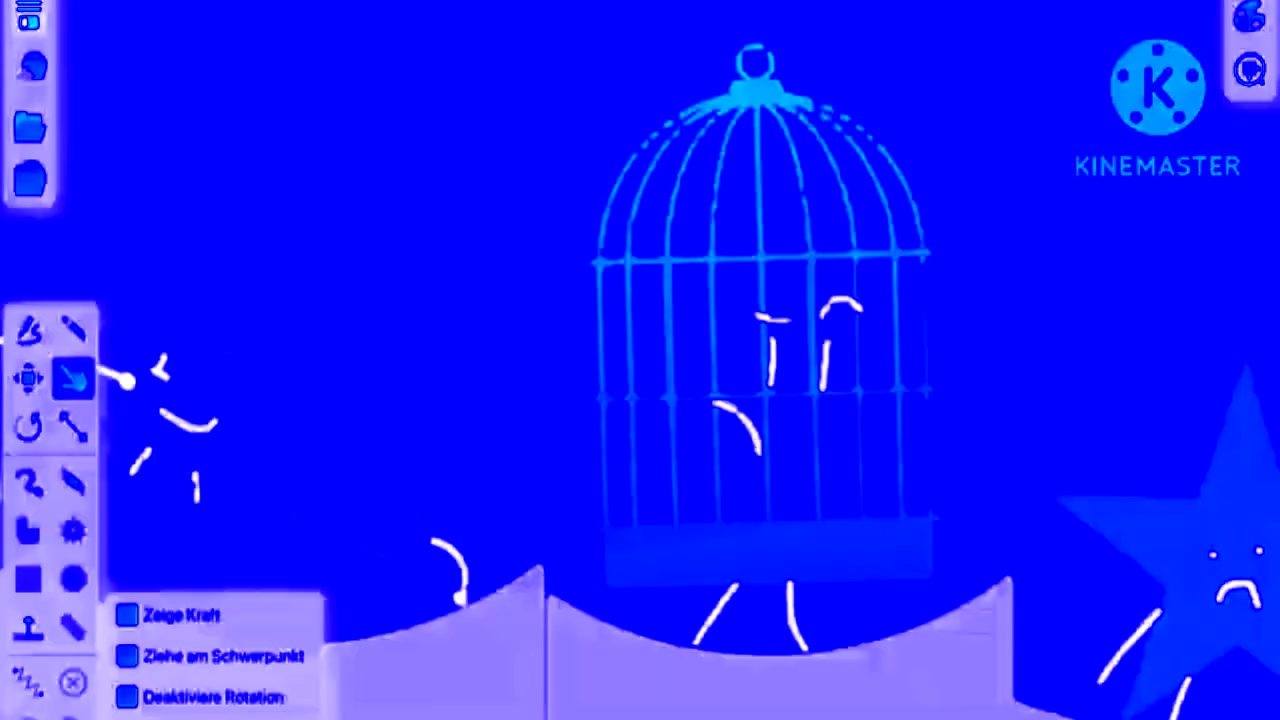 KINEMASTER
Zeige Kraft
Ziehe am Schwerpunkt
Deaktiviere Rotation